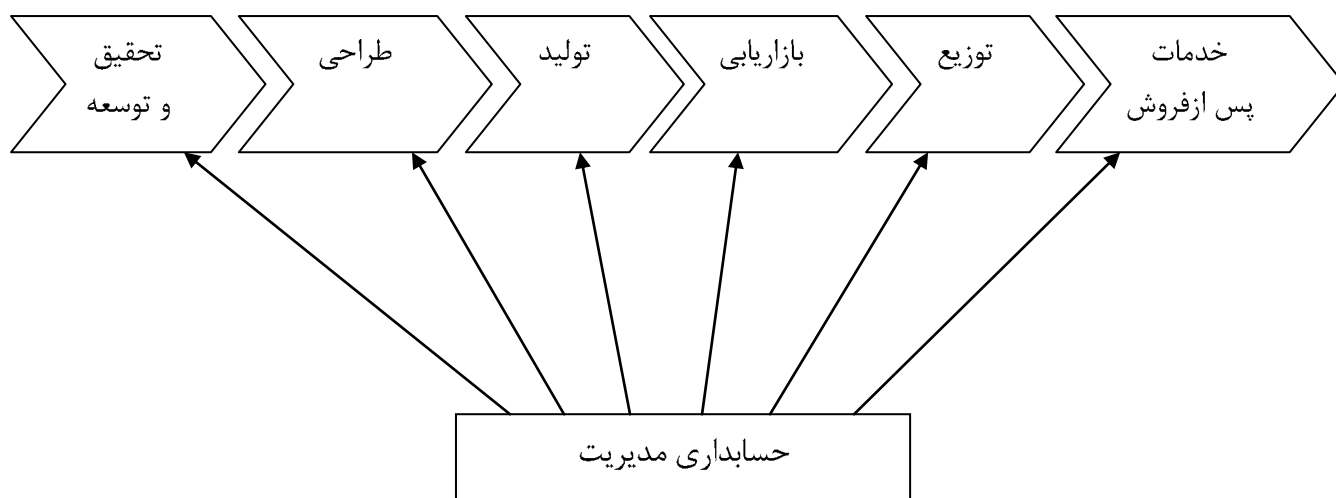 تحقیق
و توسعه
طراحی
تولید
بازاریابی
توزیع
خدمات
پس ازفروش
حسابداری مدیریت